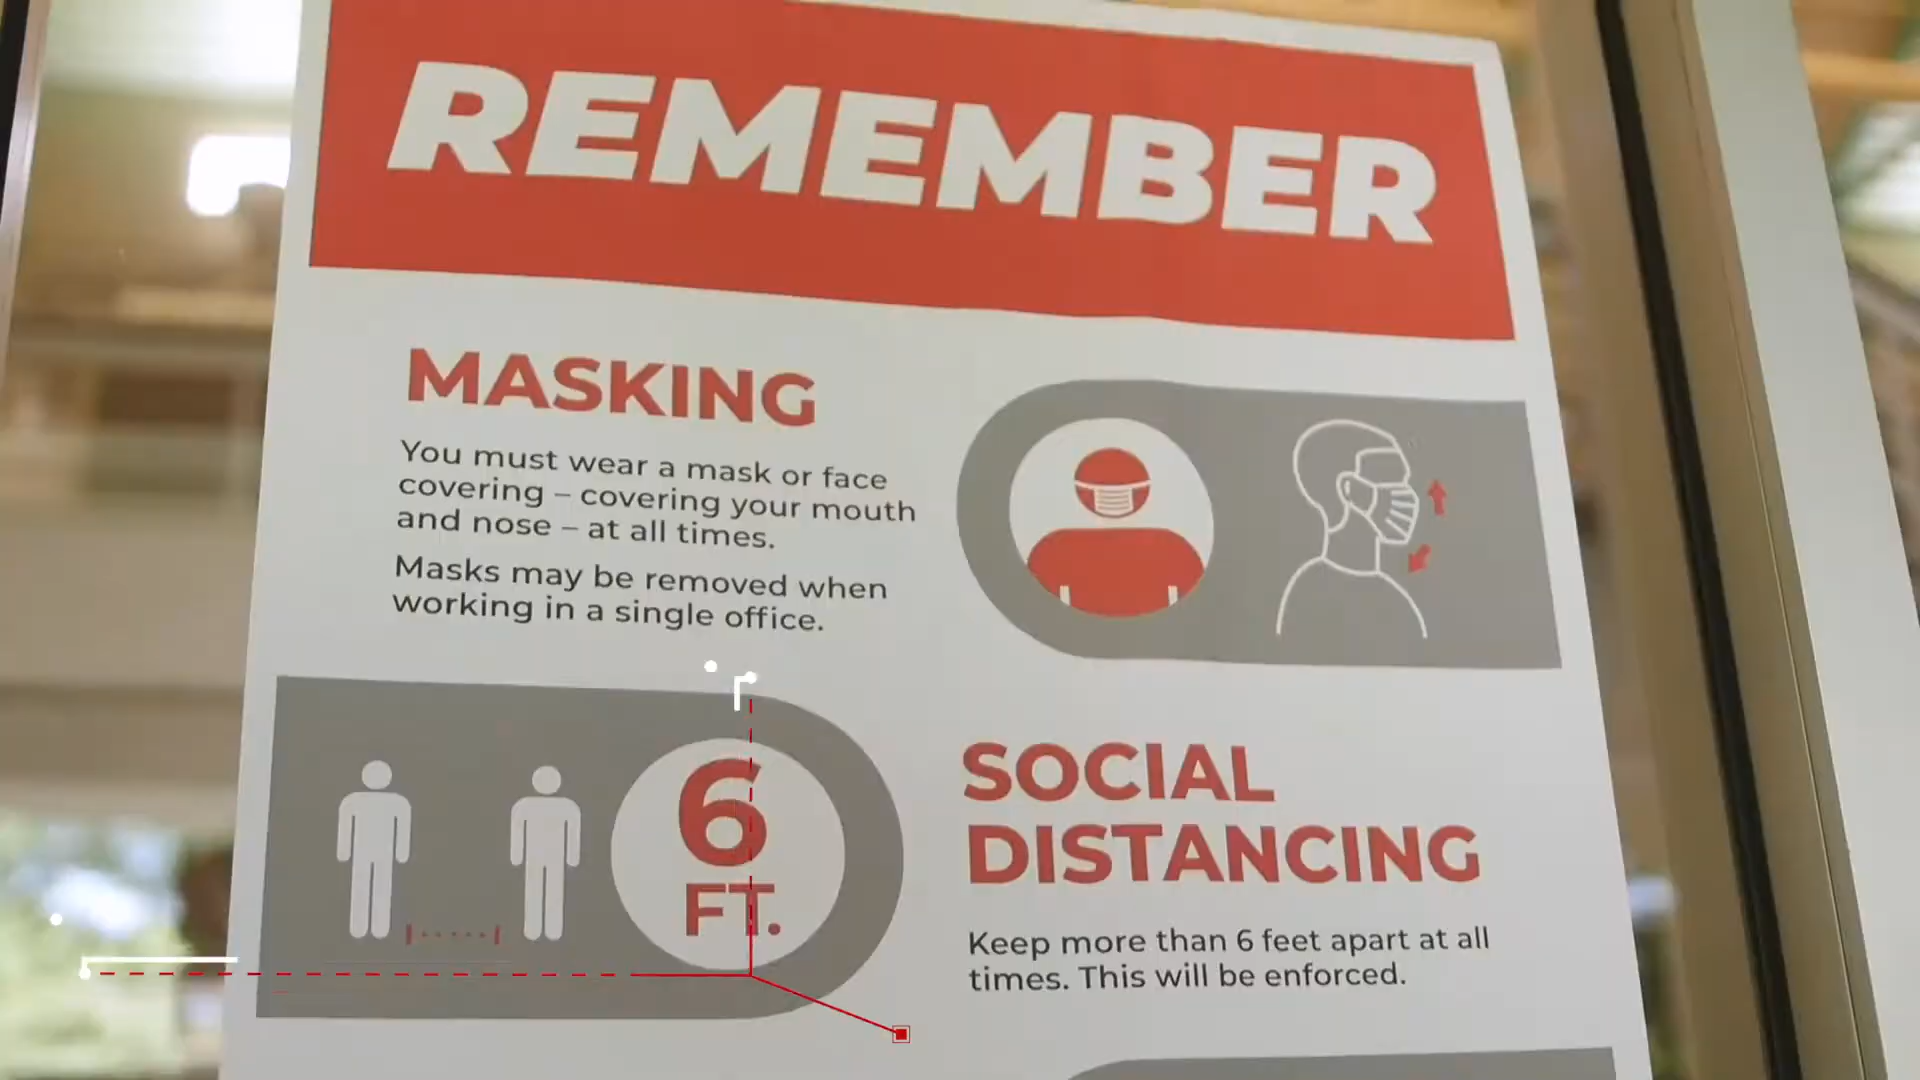 REMEMBER
MASKING
You must wear a mask or face
covering – covering your mouth
and nose – at all times.
Masks may be removed when
working in a single office.
6
FT.
SOCIAL
DISTANCING
Keep more than 6 feet apart at all
times. This will be enforced.